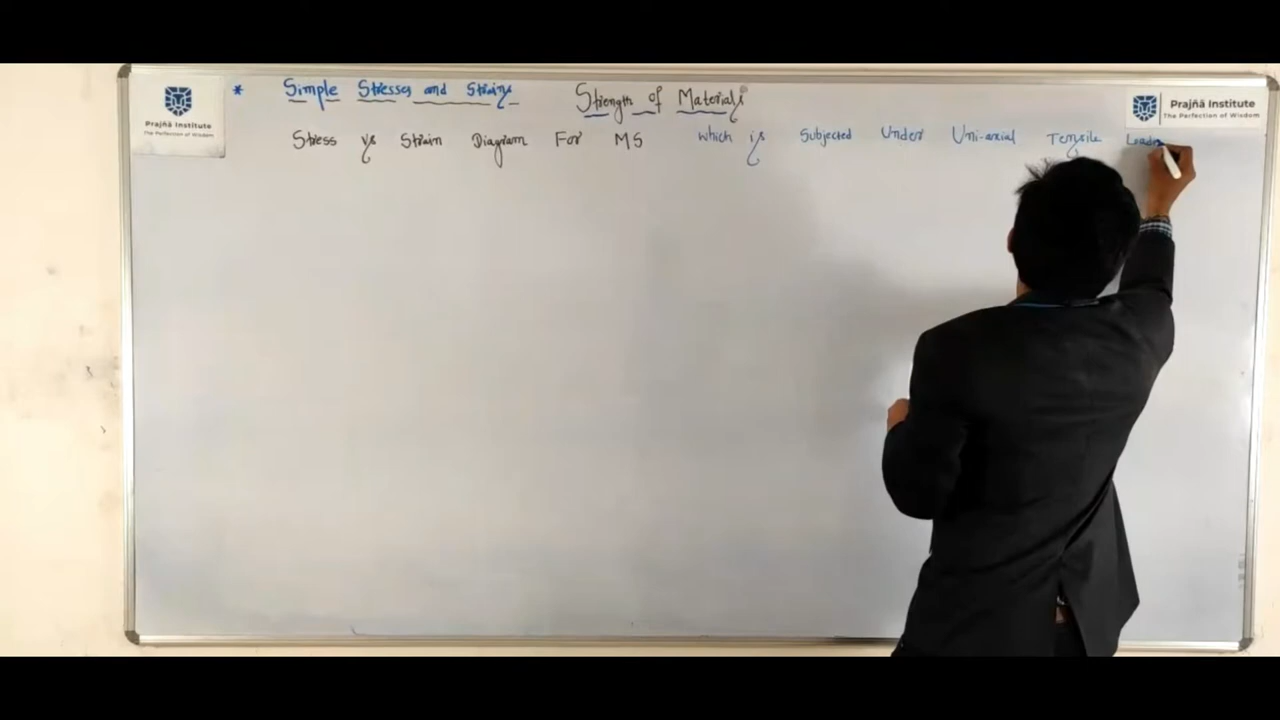 * Simple Stresses and Strains
Strength of Materials
Prajñā Institute
The Perfection of Wisdom
Prajñā Institute
The Perfection of Wisdom
Stress vs Strain Diagram For MS which is Subjected Under Uni-axial Tensile